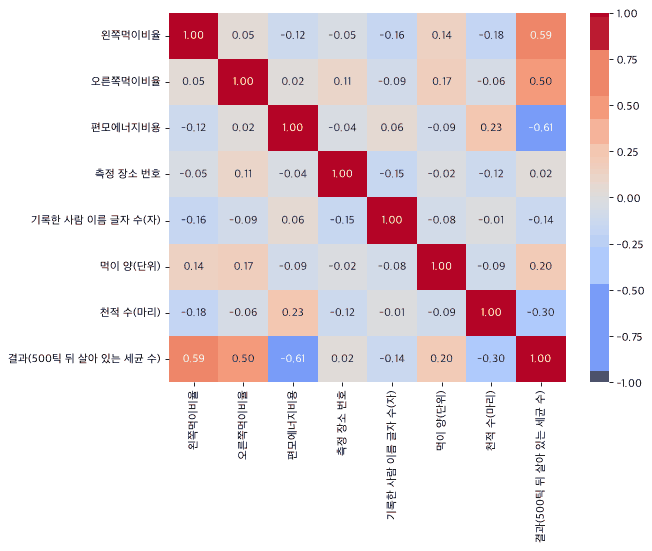 왼쪽먹이비율 1.00 0.05 -0.12 -0.05 -0.16 0.14 -0.18 0.59
오른쪽먹이비율 0.05 1.00 0.02 0.11 -0.09 0.17 -0.06 0.50
편모에너지비용 -0.12 0.02 1.00 -0.04 0.06 -0.09 0.23 -0.61
측정 장소 번호 -0.05 0.11 -0.04 1.00 -0.15 -0.02 -0.12 0.02
기록한 사람 이름 글자 수(자) -0.16 -0.09 0.06 -0.15 1.00 -0.08 -0.01 -0.14
먹이 양(단위) 0.14 0.17 -0.09 -0.02 -0.08 1.00 -0.09 0.20
천적 수(마리) -0.18 -0.06 0.23 -0.12 -0.01 -0.09 1.00 -0.30
결과(500틱 뒤 살아 있는 세균 수) 0.59 0.50 -0.61 0.02 -0.14 0.20 -0.30 1.00
왼쪽먹이비율
오른쪽먹이비율
편모에너지비용
측정 장소 번호
기록한 사람 이름 글자 수(자)
먹이 양(단위)
천적 수(마리)
결과(500틱 뒤 살아 있는 세균 수)
1.00
0.75
0.50
0.25
0.00
-0.25
-0.50
-0.75
-1.00